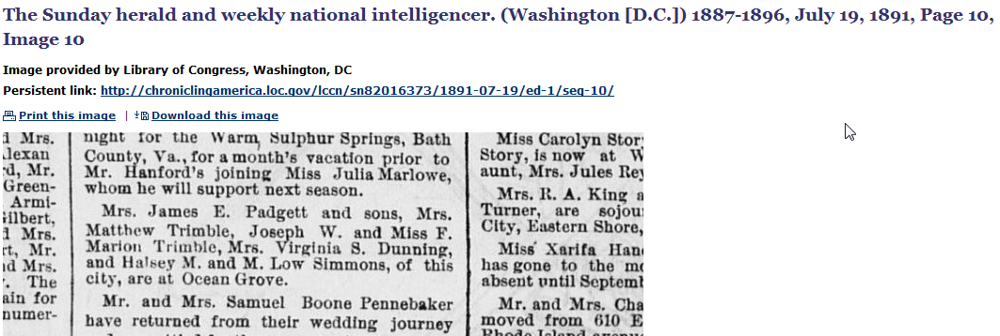 The Sunday herald and weekly national intelligencer. (Washington [D.C.]) 1887-1896, July 19, 1891, Page 10,
Image 10
Image provided by Library of Congress, Washington, DC
Persistent link: http://chroniclingamerica.loc.gov/lccn/sn82016373/1891-07-19/ed-1/seq-10/
Print this image | Download this image
Mrs.
lexan
d, Mr.
Green-
Armi-
ilbert,
Mrs.
rt, Mr.
d Mrs.
. The
ain for
numer-
night for the Warm Sulphur Springs, Bath
County, Va., for a month's vacation prior to
Mr. Hanford's joining Miss Julia Marlowe,
whom he will support next season.
Mrs. James E. Padgett and sons, Mrs.
Matthew Trimble, Joseph W. and Miss F.
Marion Trimble, Mrs. Virginia S. Dunning,
and Halsey M. and M. Low Simmons, of this
city, are at Ocean Grove.
Mr. and Mrs. Samuel Boone Pennebaker
have returned from their wedding journey
Miss Carolyn Stor
Story, is now at W
aunt, Mrs. Jules Rey
Mrs. R. A. King a
Turner, are sojou
City, Eastern Shore,
Miss Xarifa Han
has gone to the mo
absent until Septemb
Mr. and Mrs. Cha
moved from 610 E
Rhode Island avenue